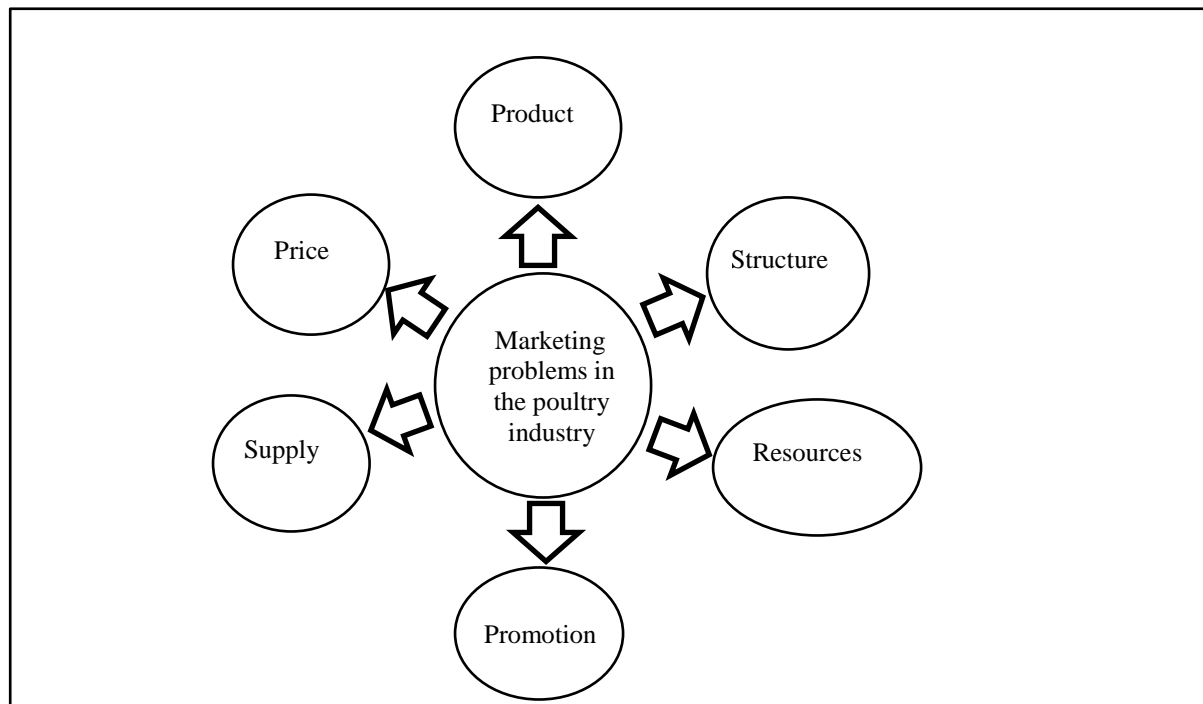 Product
Price
Structure
Marketing
problems in
the poultry
industry
Supply
Resources
Promotion